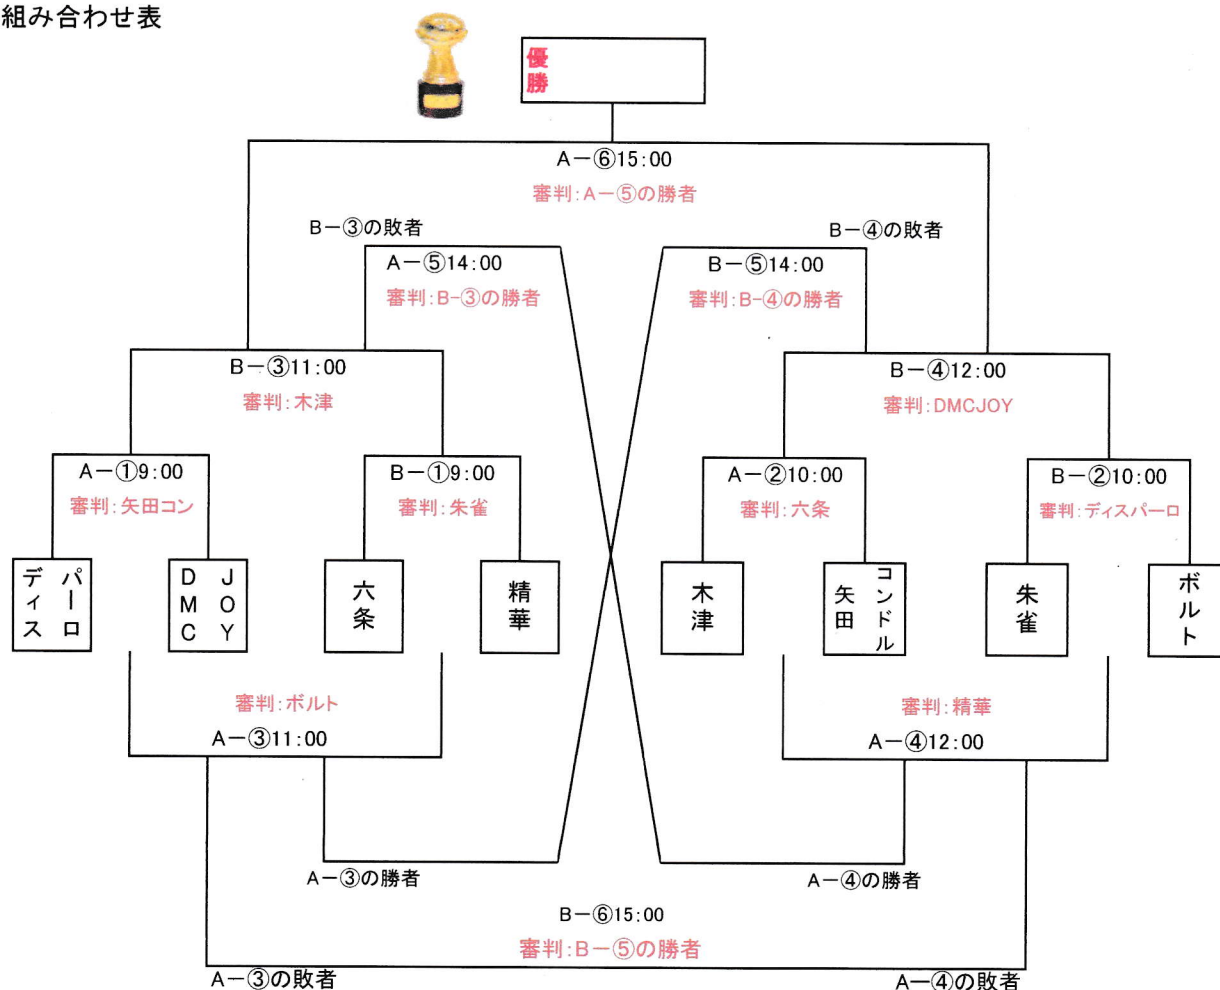 組み合わせ表
優勝
A－⑥15:00
審判:A－⑤の勝者
B－③の敗者
B－④の敗者
A－⑤14:00
審判:B-③の勝者
B－⑤14:00
審判:B-④の勝者
B－③11:00
審判:木津
B－④12:00
審判:DMCJOY
A－①9:00
審判:矢田コン
B－①9:00
審判:朱雀
A－②10:00
審判:六条
B－②10:00
審判:ディスパーロ
ディスパーロ
DMCJOY
六条
精華
木津
矢田コンドル
朱雀
ボルト
審判:ボルト
A－③11:00
審判:精華
A－④12:00
A－③の勝者
A－④の勝者
B－⑥15:00
審判:B－⑤の勝者
A－③の敗者
A－④の敗者